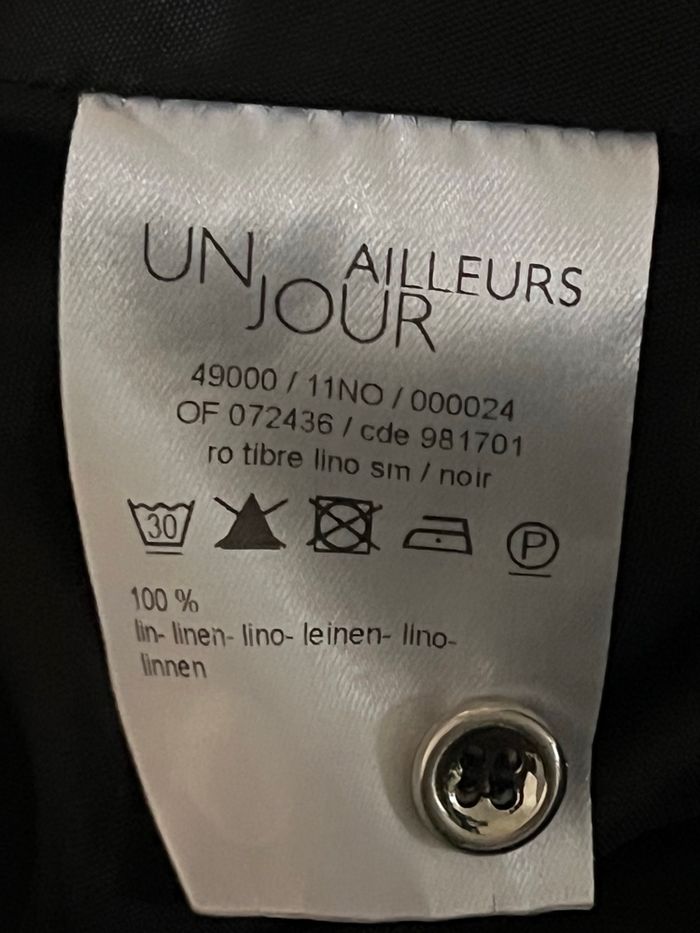 UN JOUR AILLEURS
49000 / 11NO / 000024
OF 072436 / cde 981701
ro tibre lino sm / noir
30 P
100 %
lin- linen- lino- leinen- lino-
linnen